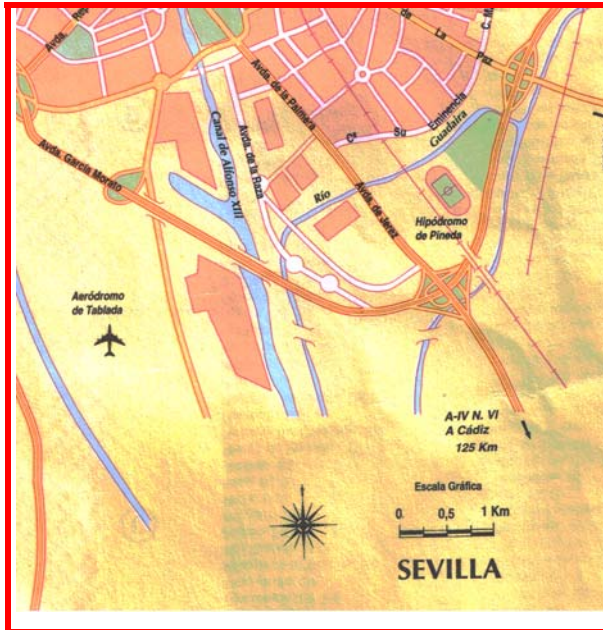 Avda.
de
La
Paz
Avda. de la Palmara
Canal de Alfonso XIII
Avda. de la Raza
Ca
Su
Eminencia
Río
Guadaira
Avda. García Morato
Avda. de Jerez
Hipódromo
de Pineda
Aeródromo
de Tablada
A-IV N. VI
A Cádiz
125 Km
Escala Gráfica
0 0,5 1 Km
SEVILLA